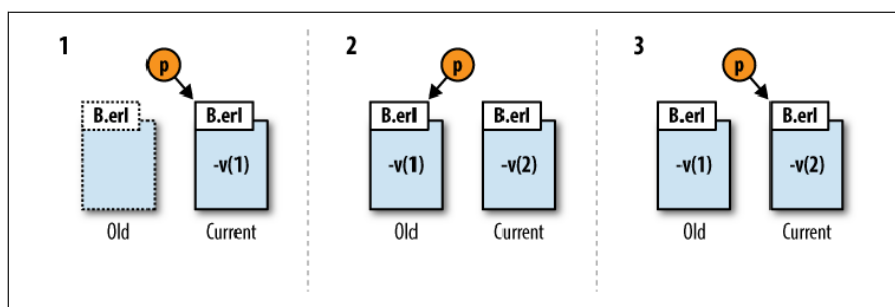 1
p
B.erl
B.erl
-v(1)
Old
Current
2
p
B.erl
B.erl
-v(1)
-v(2)
Old
Current
3
p
B.erl
B.erl
-v(1)
-v(2)
Old
Current